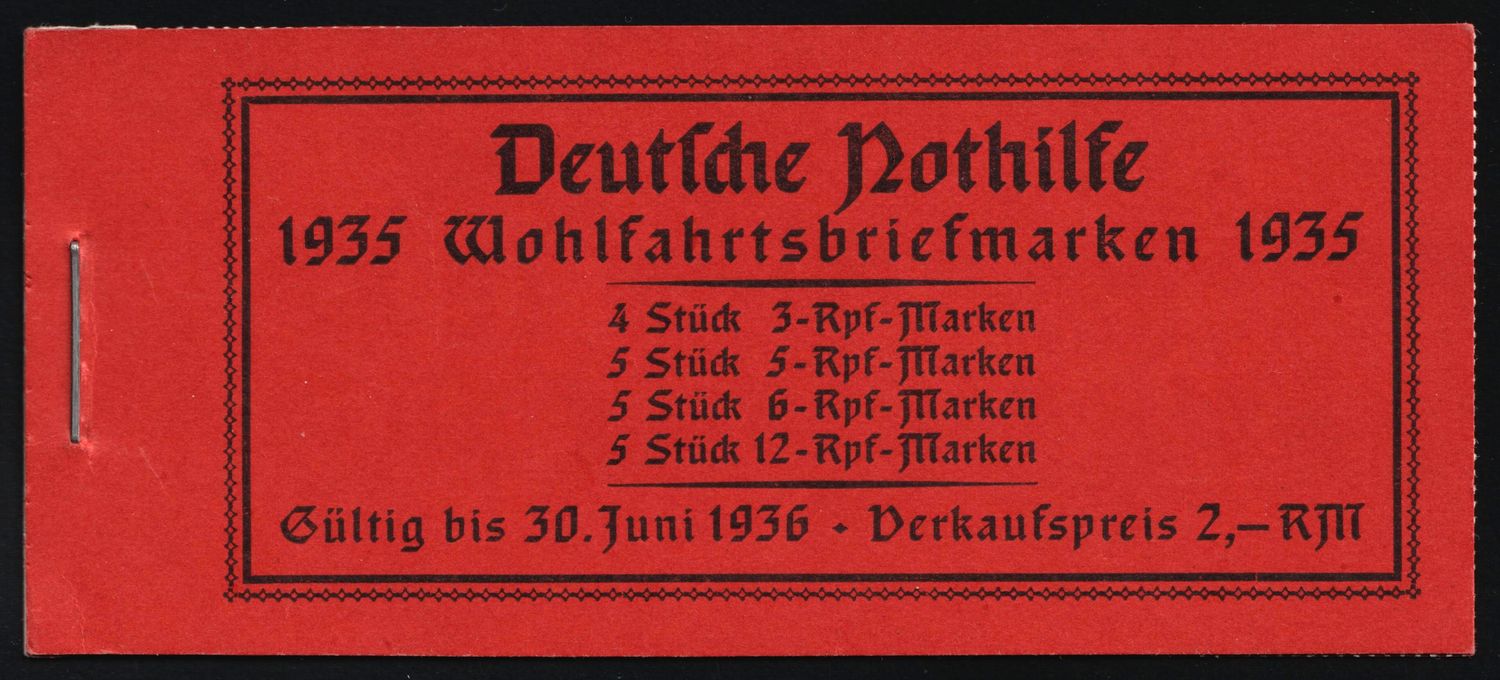 Deutſche Nothilfe
1935 Wohlfahrtsbriefmarken 1935
4 Stück 3-Rpf-Marken
5 Stück 5-Rpf-Marken
5 Stück 6-Rpf-Marken
5 Stück 12-Rpf-Marken
Gültig bis 30. Juni 1936 • Verkaufspreis 2,— RM